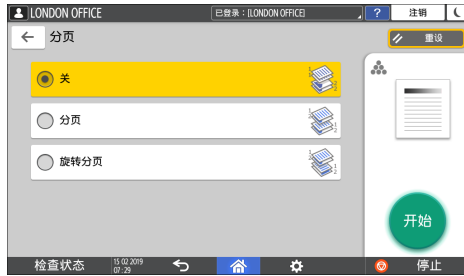 LONDON OFFICE
已登录：[LONDON OFFICE]
?
注销
分页
重设
关
分页
旋转分页
开始
检查状态
15 02 2019
07:29
停止